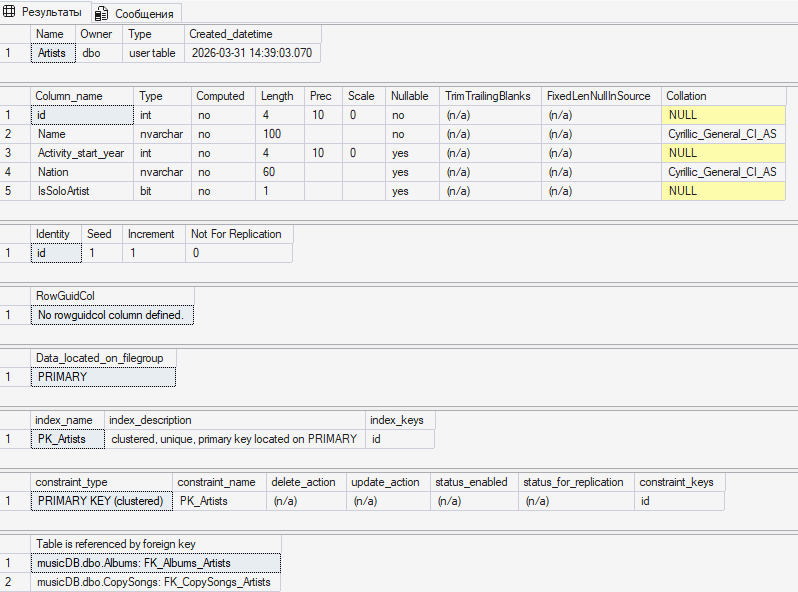 Результаты Сообщения
Name Owner Type Created_datetime
1 Artists dbo user table 2026-03-31 14:39:03.070
Column_name Type Computed Length Prec Scale Nullable TrimTrailingBlanks FixedLenNullInSource Collation
1 id int no 4 10 0 no (n/a) (n/a) NULL
2 Name nvarchar no 100 no (n/a) (n/a) Cyrillic_General_CI_AS
3 Activity_start_year int no 4 10 0 yes (n/a) (n/a) NULL
4 Nation nvarchar no 60 yes (n/a) (n/a) Cyrillic_General_CI_AS
5 IsSoloArtist bit no 1 yes (n/a) (n/a) NULL
Identity Seed Increment Not For Replication
1 id 1 1 0
RowGuidCol
1 No rowguidcol column defined.
Data_located_on_filegroup
1 PRIMARY
index_name index_description index_keys
1 PK_Artists clustered, unique, primary key located on PRIMARY id
constraint_type constraint_name delete_action update_action status_enabled status_for_replication constraint_keys
1 PRIMARY KEY (clustered) PK_Artists (n/a) (n/a) (n/a) (n/a) id
Table is referenced by foreign key
1 musicDB.dbo.Albums: FK_Albums_Artists
2 musicDB.dbo.CopySongs: FK_CopySongs_Artists